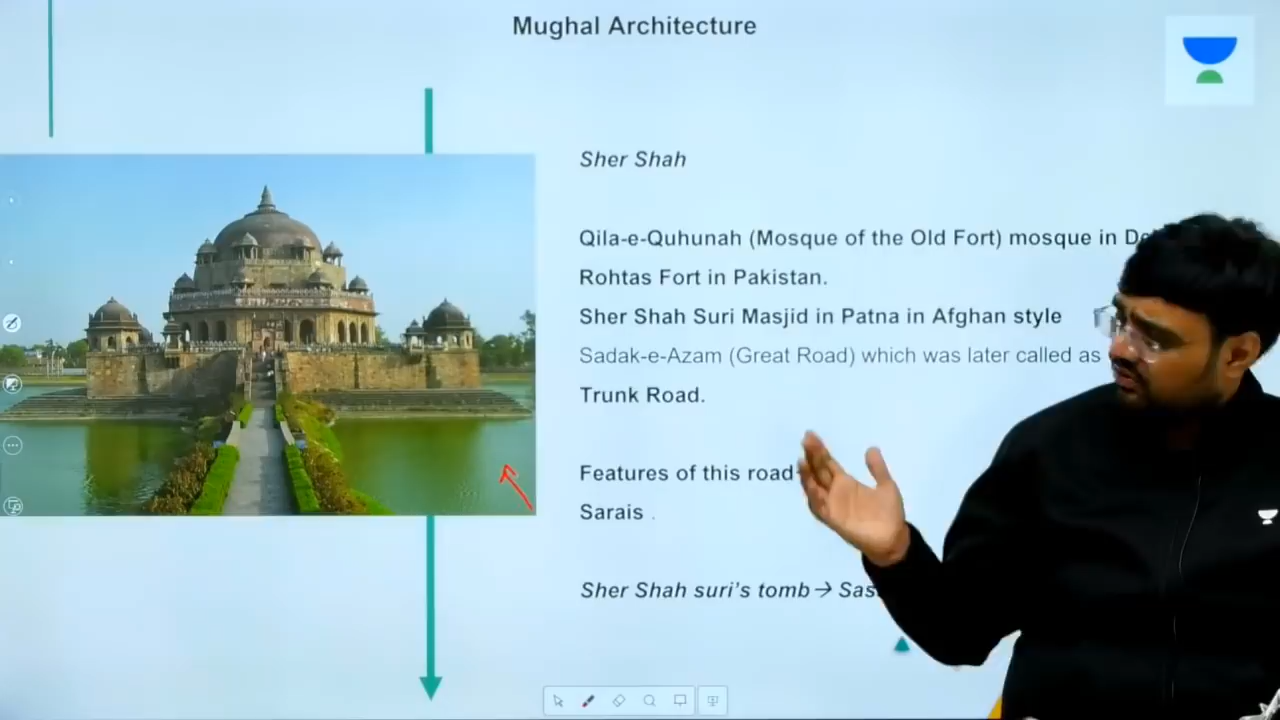 Mughal Architecture
Sher Shah
Qila-e-Quhunah (Mosque of the Old Fort) mosque in
Rohtas Fort in Pakistan.
Sher Shah Suri Masjid in Patna in Afghan style
Sadak-e-Azam (Great Road) which was later called as
Trunk Road.
Features of this road
Sarais .
Sher Shah suri's tomb→